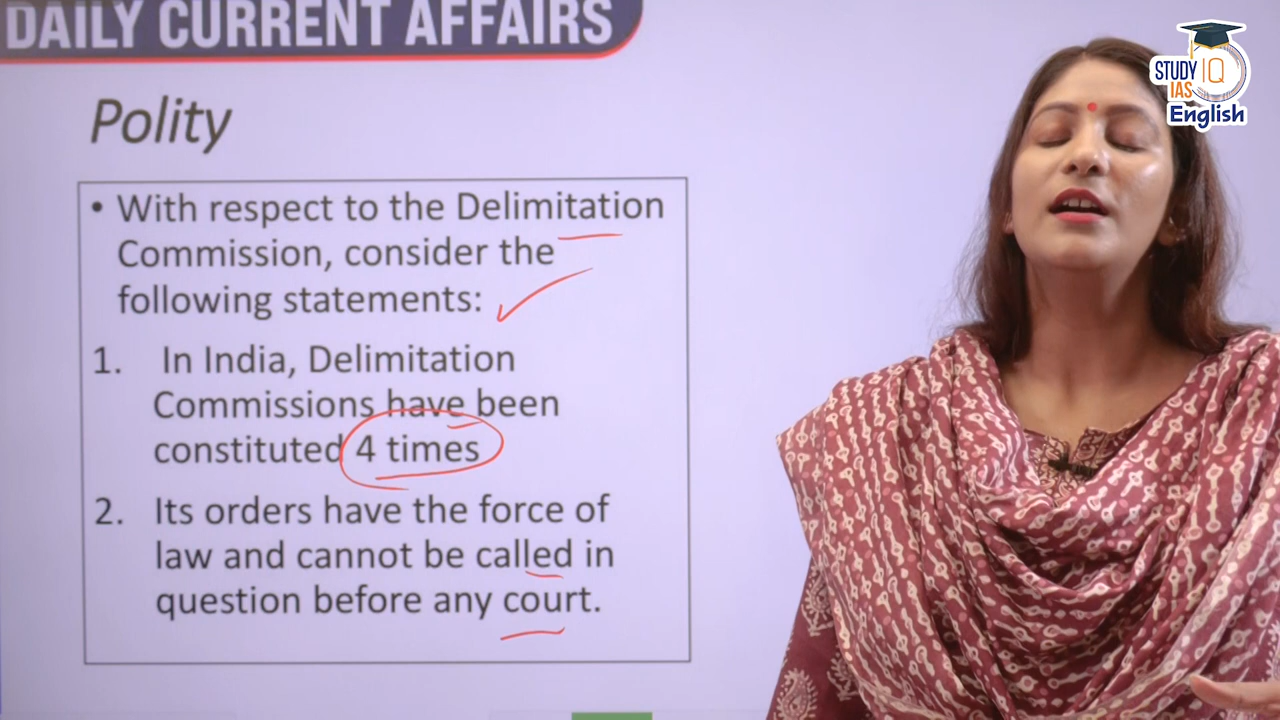 DAILY CURRENT AFFAIRS
STUDY IQ
IAS
English
Polity
• With respect to the Delimitation
Commission, consider the
following statements:
1. In India, Delimitation
Commissions have been
constituted 4 times
2. Its orders have the force of
law and cannot be called in
question before any court.